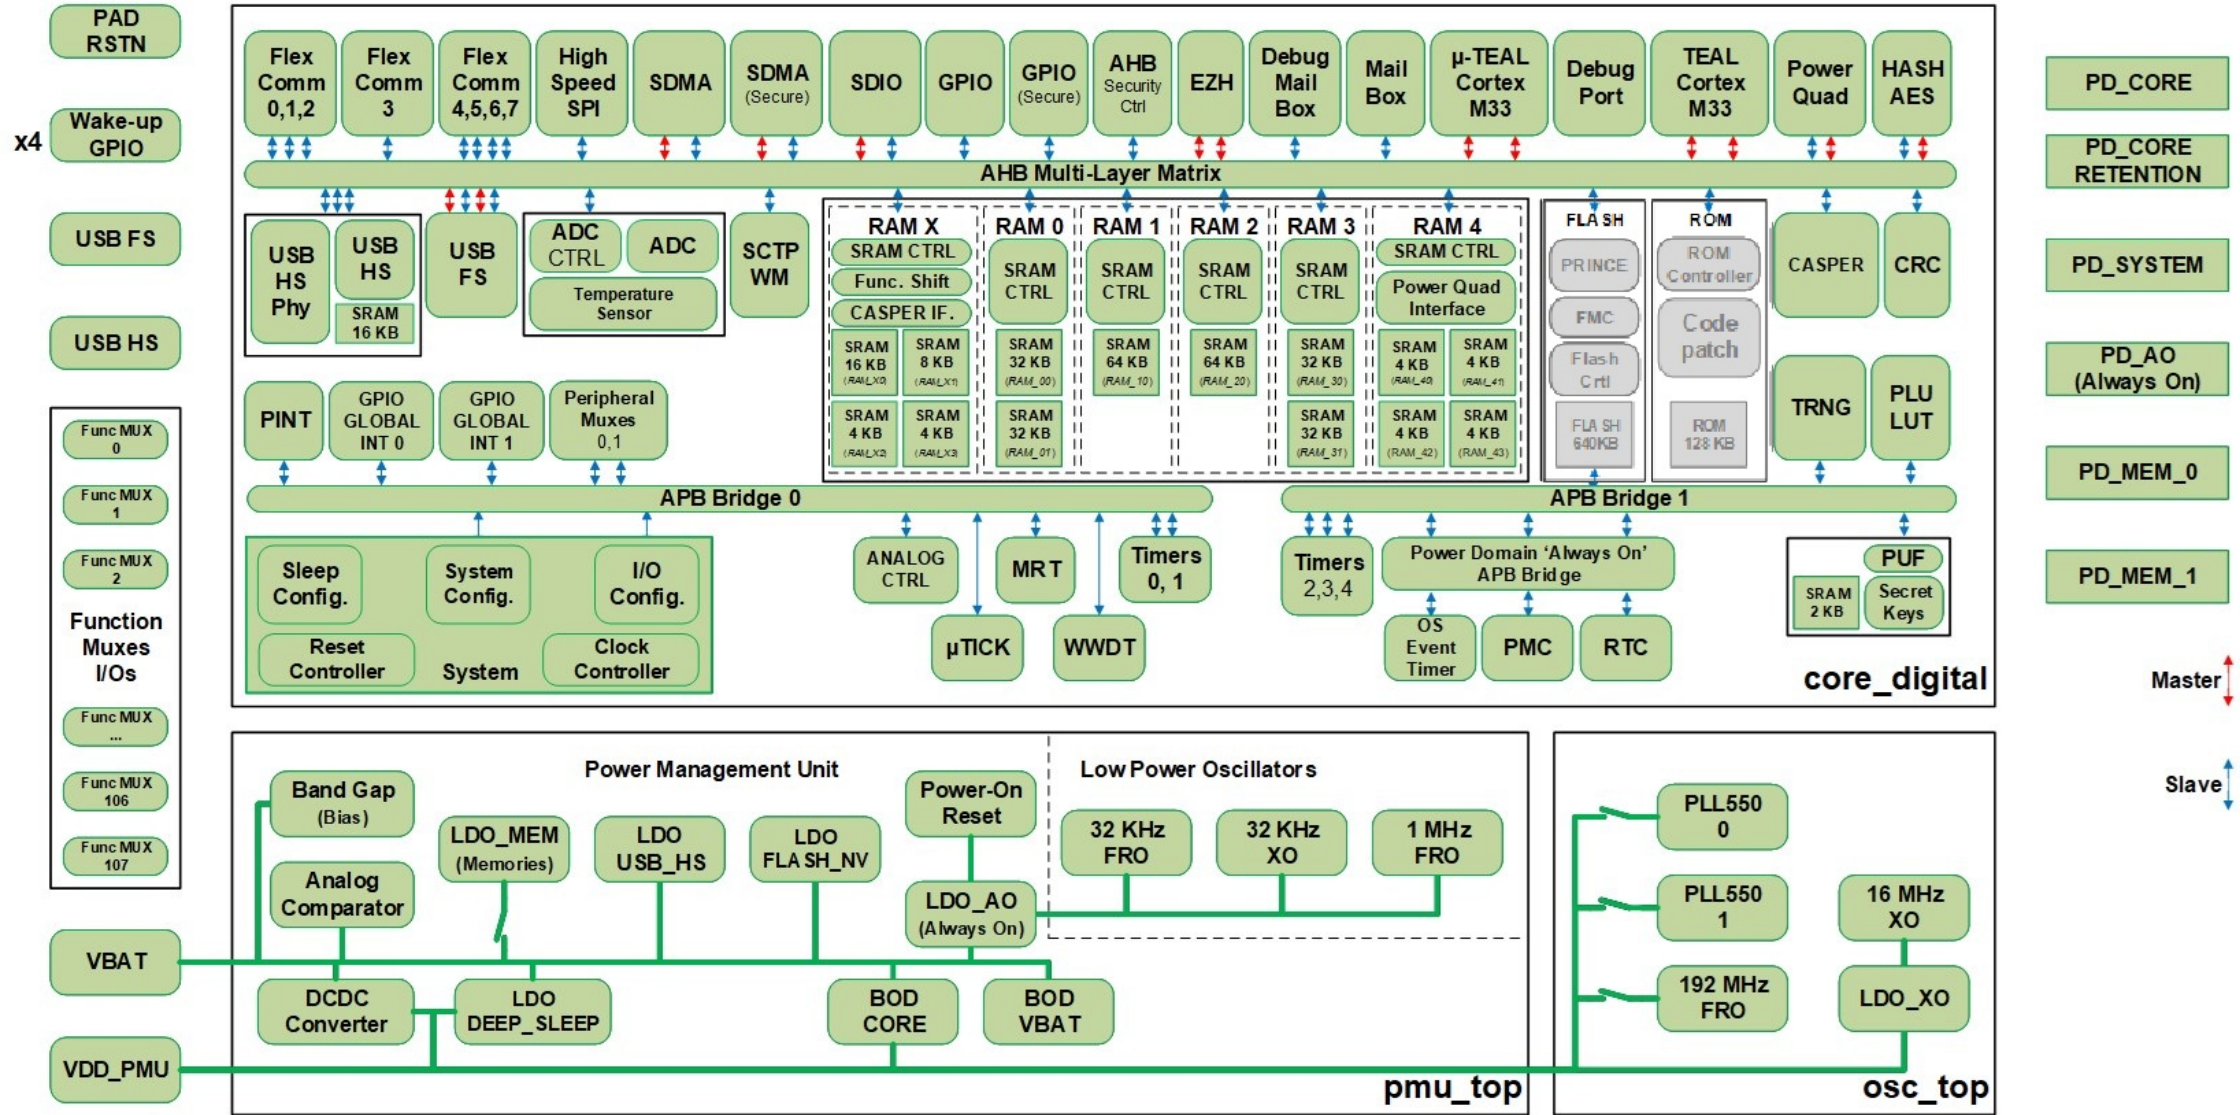 PAD
RSTN
x4
Wake-up
GPIO
USB FS
USB HS
Func MUX
0
Func MUX
1
Func MUX
2
Function
Muxes
I/Os
Func MUX
...
Func MUX
106
Func MUX
107
VBAT
VDD_PMU
Flex
Comm
0,1,2
Flex
Comm
3
Flex
Comm
4,5,6,7
High
Speed
SPI
SDMA
SDMA
(Secure)
SDIO
GPIO
GPIO
(Secure)
AHB
Security
Ctrl
EZH
Debug
Mail
Box
Mail
Box
µ-TEAL
Cortex
M33
Debug
Port
TEAL
Cortex
M33
Power
Quad
HASH
AES
AHB Multi-Layer Matrix
USB
HS
Phy
USB
HS
SRAM
16 KB
USB
FS
ADC
CTRL
ADC
Temperature
Sensor
SCTP
WM
RAM X
SRAM CTRL
Func. Shift
CASPER IF.
SRAM
16 KB
(RAM_X0)
SRAM
8 KB
(RAM_X1)
SRAM
4 KB
(RAM_X2)
SRAM
4 KB
(RAM_X3)
RAM 0
SRAM
CTRL
SRAM
32 KB
(RAM_00)
SRAM
32 KB
(RAM_01)
RAM 1
SRAM
CTRL
SRAM
64 KB
(RAM_10)
RAM 2
SRAM
CTRL
SRAM
64 KB
(RAM_20)
RAM 3
SRAM
CTRL
SRAM
32 KB
(RAM_30)
SRAM
32 KB
(RAM_31)
RAM 4
SRAM CTRL
Power Quad
Interface
SRAM
4 KB
(RAM_40)
SRAM
4 KB
(RAM_41)
SRAM
4 KB
(RAM_42)
SRAM
4 KB
(RAM_43)
FLASH
PRINCE
FMC
Flash
Crtl
FLASH
640KB
ROM
ROM
Controller
Code
patch
ROM
128 KB
CASPER
CRC
TRNG
PLU
LUT
PINT
GPIO
GLOBAL
INT 0
GPIO
GLOBAL
INT 1
Peripheral
Muxes
0,1
APB Bridge 0
APB Bridge 1
Sleep
Config.
System
Config.
I/O
Config.
Reset
Controller
System
Clock
Controller
ANALOG
CTRL
µTICK
MRT
WWDT
Timers
0, 1
Timers
2,3,4
Power Domain ‘Always On’
APB Bridge
OS
Event
Timer
PMC
RTC
PUF
SRAM
2 KB
Secret
Keys
core_digital
Power Management Unit
Band Gap
(Bias)
Analog
Comparator
LDO_MEM
(Memories)
LDO
USB_HS
LDO
FLASH_NV
Power-On
Reset
LDO_AO
(Always On)
DCDC
Converter
LDO
DEEP_SLEEP
BOD
CORE
BOD
VBAT
Low Power Oscillators
32 KHz
FRO
32 KHz
XO
1 MHz
FRO
pmu_top
PLL550
0
PLL550
1
192 MHz
FRO
16 MHz
XO
LDO_XO
osc_top
PD_CORE
PD_CORE
RETENTION
PD_SYSTEM
PD_AO
(Always On)
PD_MEM_0
PD_MEM_1
Master
Slave